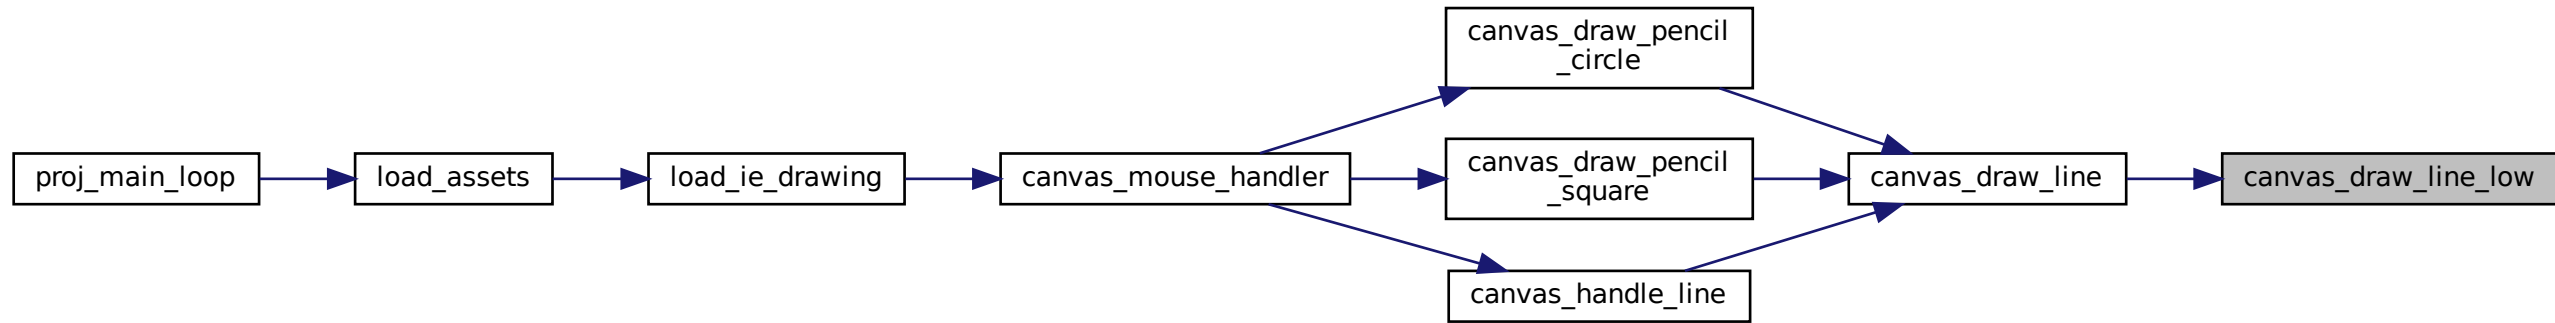 proj_main_loop
load_assets
load_ie_drawing
canvas_mouse_handler
canvas_draw_pencil
_circle
canvas_draw_pencil
_square
canvas_handle_line
canvas_draw_line
canvas_draw_line_low